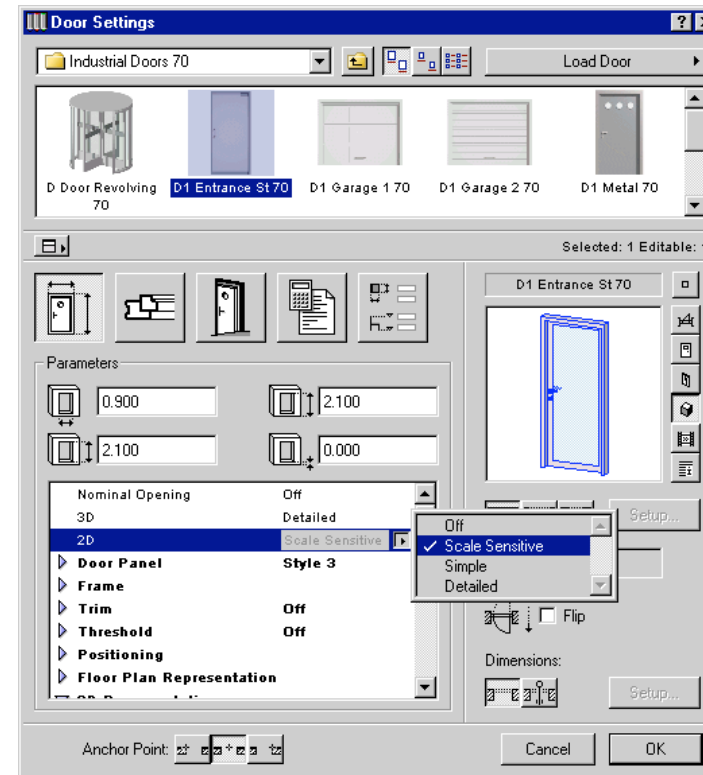 Door Settings
Industrial Doors 70
Load Door
D Door Revolving 70
D1 Entrance St 70
D1 Garage 1 70
D1 Garage 2 70
D1 Metal 70
Selected: 1 Editable:
D1 Entrance St 70
Parameters
0.900
2.100
2.100
0.000
Nominal Opening Off
3D Detailed
2D Scale Sensitive
Door Panel Style 3
Frame
Trim Off
Threshold Off
Positioning
Floor Plan Representation
Off
Scale Sensitive
Simple
Detailed
Setup...
Flip
Dimensions:
Setup...
Anchor Point:
Cancel
OK